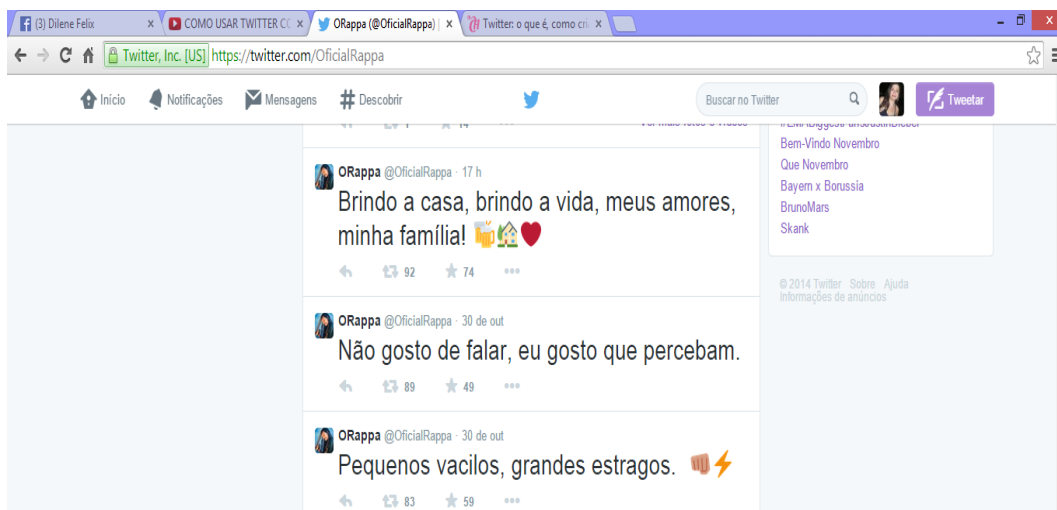 (3) Dilene Felix
COMO USAR TWITTER CC
ORappa (@OficialRappa) |
Twitter: o que é, como cri
Twitter, Inc. [US] https://twitter.com/OficialRappa
Início
Notificações
Mensagens
Descobrir
Buscar no Twitter
Tweetar
Bem-Vindo Novembro
Que Novembro
Bayern x Borussia
BrunoMars
Skank
© 2014 Twitter Sobre Ajuda
Informações de anúncios
ORappa @OficialRappa · 17 h
Brindo a casa, brindo a vida, meus amores,
minha família! 🍻🏡❤
92 74
ORappa @OficialRappa · 30 de out
Não gosto de falar, eu gosto que percebam.
89 49
ORappa @OficialRappa · 30 de out
Pequenos vacilos, grandes estragos. 👊⚡
83 59